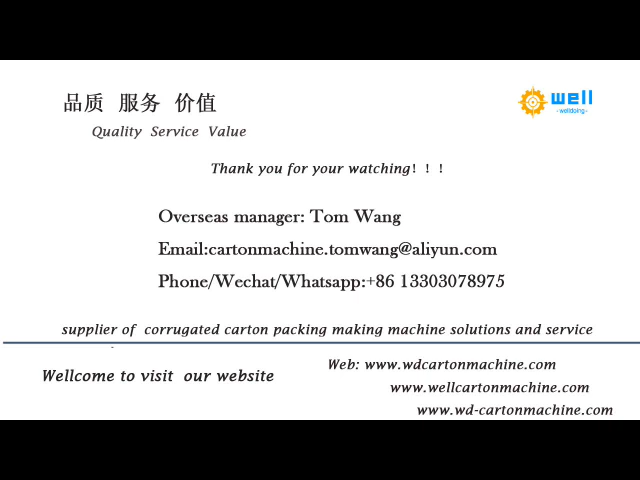 品质 服务 价值
well
-welldoing-
Quality Service Value
Thank you for your watching！！！
Overseas manager: Tom Wang
Email:cartonmachine.tomwang@aliyun.com
Phone/Wechat/Whatsapp:+86 13303078975
supplier of corrugated carton packing making machine solutions and service
Wellcome to visit our website
Web: www.wdcartonmachine.com
www.wellcartonmachine.com
www.wd-cartonmachine.com